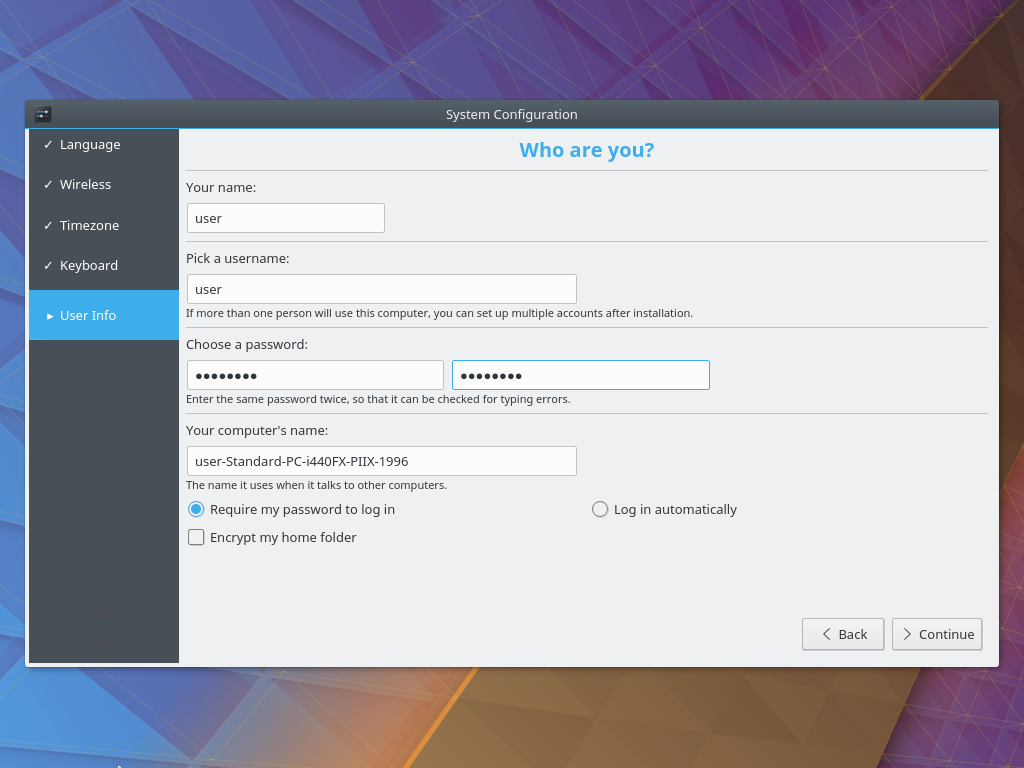 System Configuration
✓ Language
✓ Wireless
✓ Timezone
✓ Keyboard
▸ User Info
Who are you?
Your name:
user
Pick a username:
user
If more than one person will use this computer, you can set up multiple accounts after installation.
Choose a password:
●●●●●●●● ●●●●●●●●
Enter the same password twice, so that it can be checked for typing errors.
Your computer's name:
user-Standard-PC-i440FX-PIIX-1996
The name it uses when it talks to other computers.
Require my password to log in Log in automatically
Encrypt my home folder
Back Continue